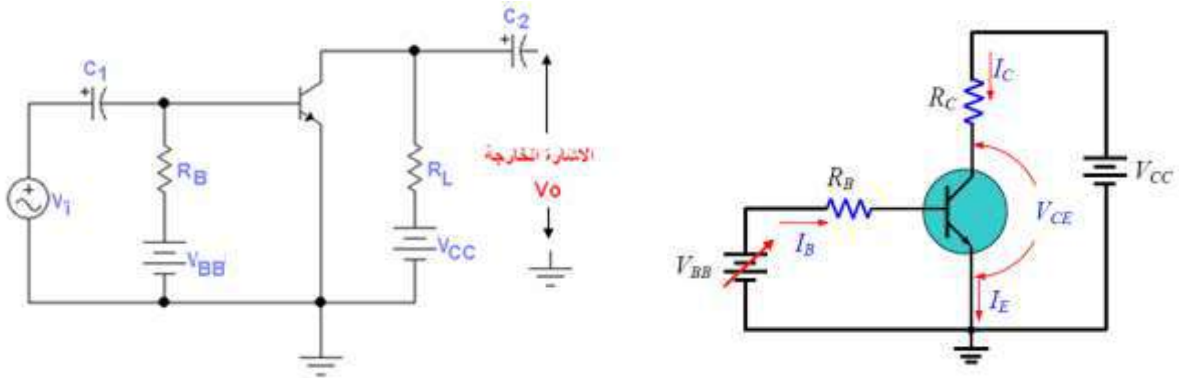 C2
+
C1
+
RB
RL
الاشارة الخارجة
Vo
Vi
+
VBB
VCC
IC
RC
RB
VCC
VCE
IB
VBB
IE